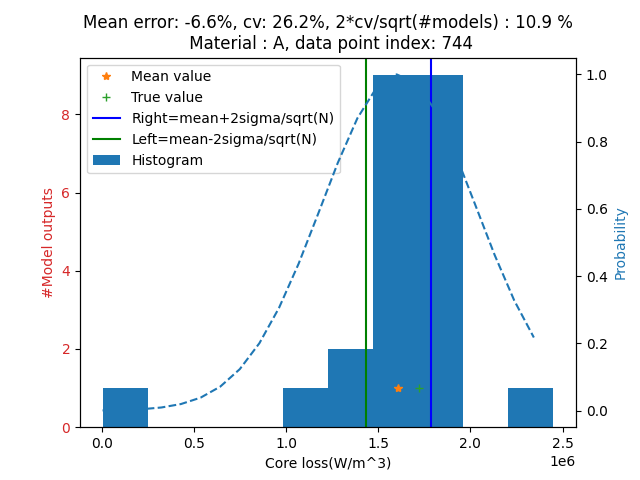 Mean error: -6.6%, cv: 26.2%, 2*cv/sqrt(#models) : 10.9 %
Material : A, data point index: 744
Mean value
True value
Right=mean+2sigma/sqrt(N)
Left=mean-2sigma/sqrt(N)
Histogram
#Model outputs
8
6
4
2
0
1.0
0.8
0.6
0.4
0.2
0.0
Probability
0.0 0.5 1.0 1.5 2.0 2.5
1e6
Core loss(W/m^3)